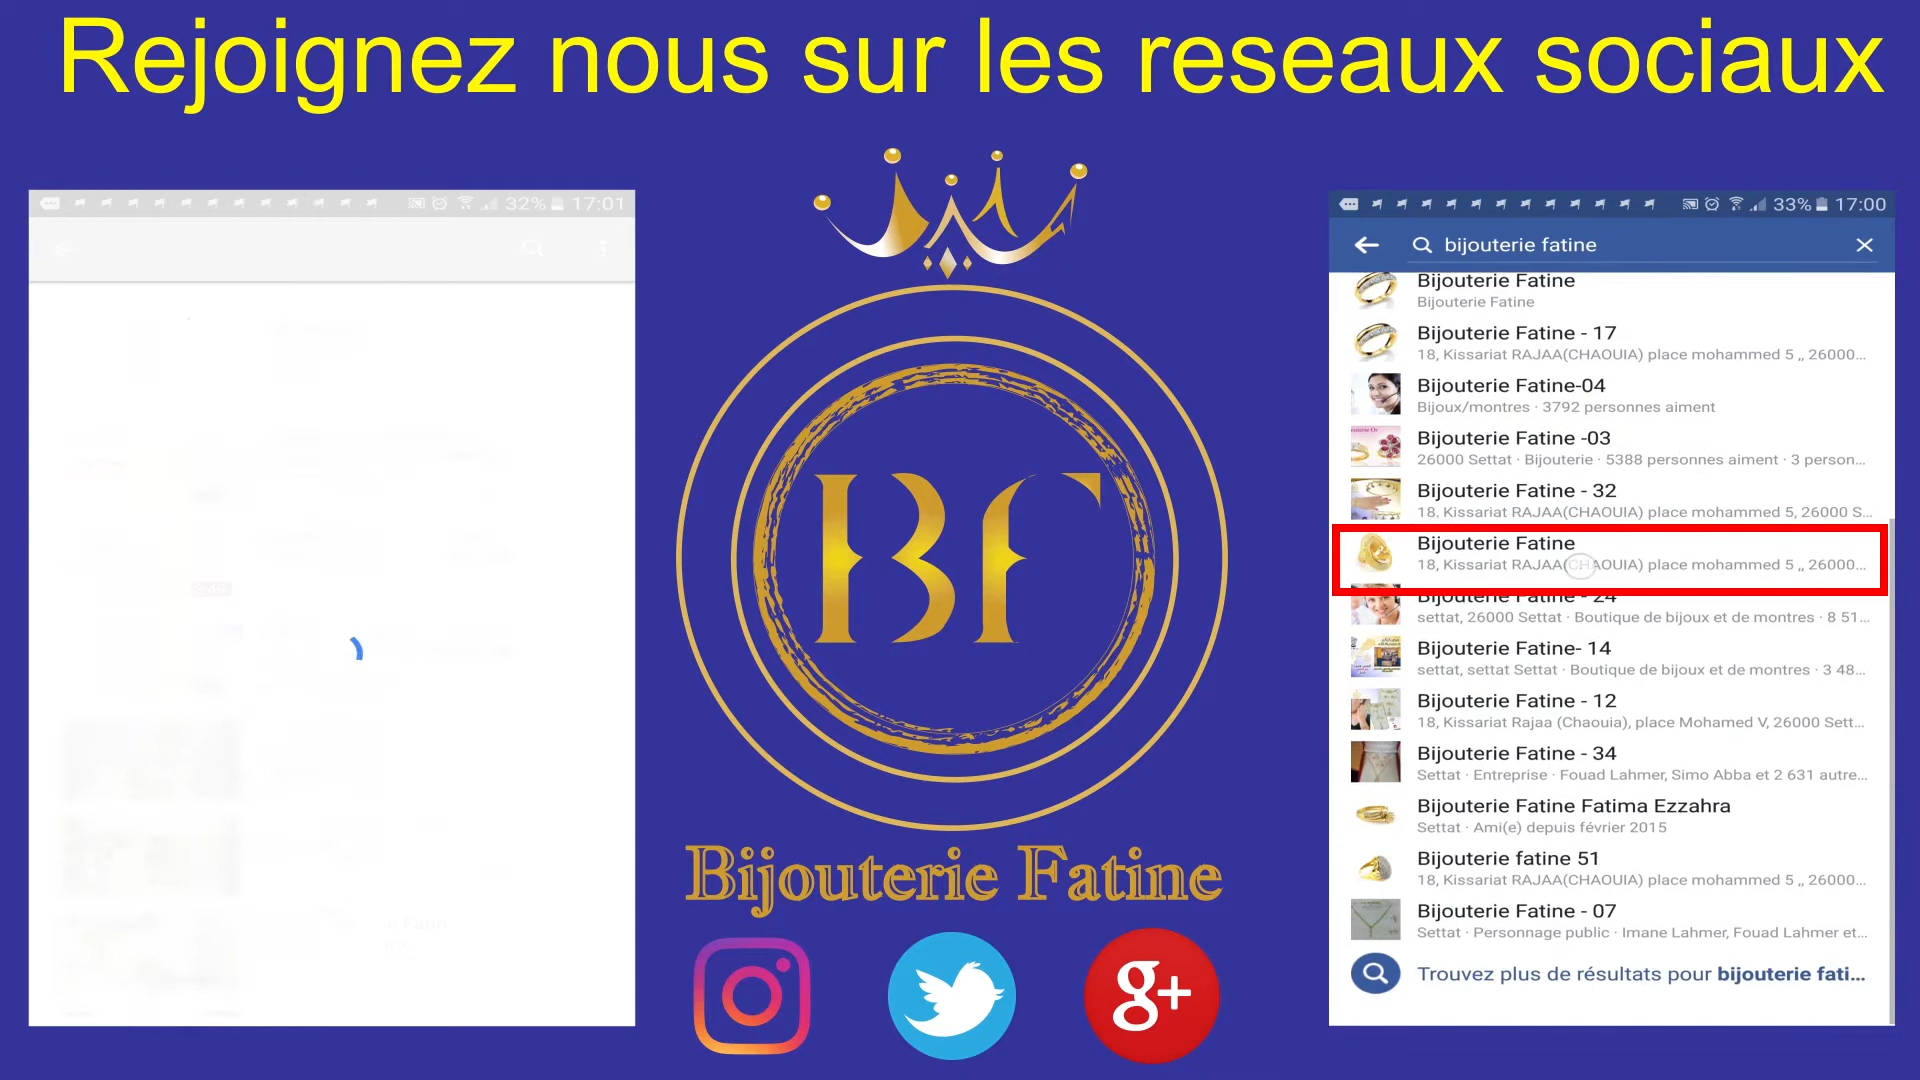 Rejoignez nous sur les reseaux sociaux
32% 17:01
BF
Bijouterie Fatine
g+
33% 17:00
bijouterie fatine
Bijouterie Fatine
Bijouterie Fatine
Bijouterie Fatine - 17
18, Kissariat RAJAA(CHAOUIA) place mohammed 5 ,, 26000...
Bijouterie Fatine-04
Bijoux/montres · 3792 personnes aiment
Bijouterie Fatine -03
26000 Settat · Bijouterie · 5388 personnes aiment · 3 person...
Bijouterie Fatine - 32
18. Kissariat RAJAA(CHAOUIA) place mohammed 5, 26000 S...
Bijouterie Fatine
18, Kissariat RAJAA(CHAOUIA) place mohammed 5 ,, 26000...
Bijouterie Fatine - 24
settat, 26000 Settat · Boutique de bijoux et de montres · 8 51...
Bijouterie Fatine- 14
settat, settat Settat · Boutique de bijoux et de montres · 3 48...
Bijouterie Fatine - 12
18, Kissariat Rajaa (Chaouia), place Mohamed V, 26000 Sett...
Bijouterie Fatine - 34
Settat · Entreprise · Fouad Lahmer, Simo Abba et 2 631 autre...
Bijouterie Fatine Fatima Ezzahra
Settat · Ami(e) depuis février 2015
Bijouterie fatine 51
18, Kissariat RAJAA(CHAOUIA) place mohammed 5 ,, 26000...
Bijouterie Fatine - 07
Settat · Personnage public · Imane Lahmer, Fouad Lahmer et...
Trouvez plus de résultats pour bijouterie fati...